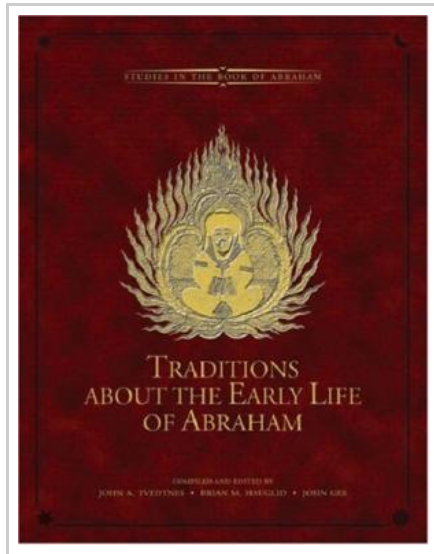 STUDIES IN THE BOOK OF ABRAHAM
TRADITIONS
ABOUT THE EARLY LIFE
OF ABRAHAM
COMPILED AND EDITED BY
JOHN A. TVEDTNES • BRIAN M. HAUGLID • JOHN GEE